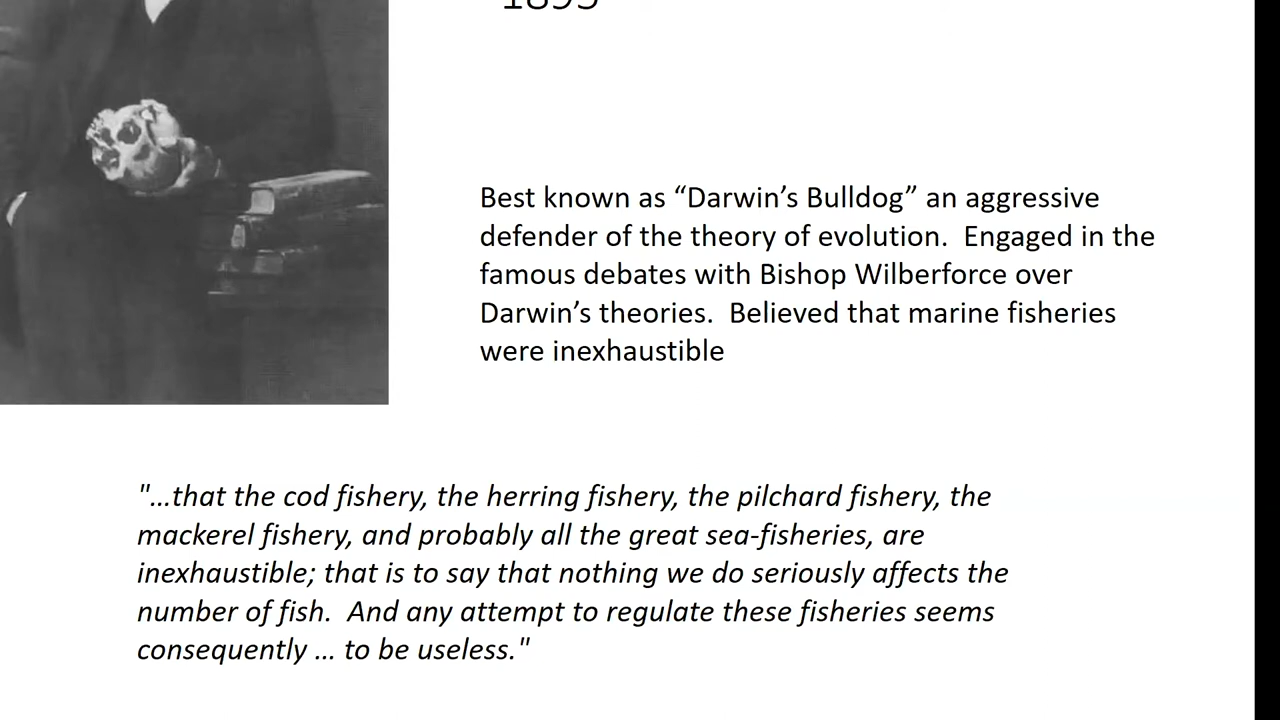 1895
Best known as “Darwin’s Bulldog” an aggressive
defender of the theory of evolution.  Engaged in the
famous debates with Bishop Wilberforce over
Darwin’s theories.  Believed that marine fisheries
were inexhaustible
"...that the cod fishery, the herring fishery, the pilchard fishery, the
mackerel fishery, and probably all the great sea-fisheries, are
inexhaustible; that is to say that nothing we do seriously affects the
number of fish.  And any attempt to regulate these fisheries seems
consequently ... to be useless."